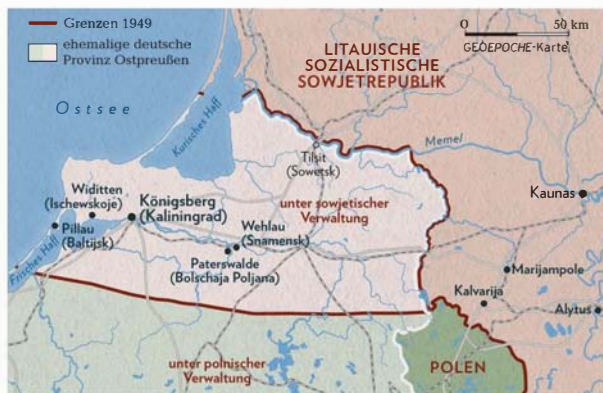 Grenzen 1949
ehemalige deutsche
Provinz Ostpreußen
0 50 km
GEOEPOCHE-Karte
LITAUISCHE
SOZIALISTISCHE
SOWJETREPUBLIK
Ostsee
Kurisches Haff
Memel
Tilsit
(Sowetsk)
Kaunas
Widitten
(Ischewskoje)
Königsberg
(Kaliningrad)
unter sowjetischer
Verwaltung
Pillau
(Baltijsk)
Wehlau
(Snamensk)
Frisches Haff
Paterswalde
(Bolschaja Poljana)
Marijampole
Kalvarija
Alytus
unter polnischer
Verwaltung
POLEN